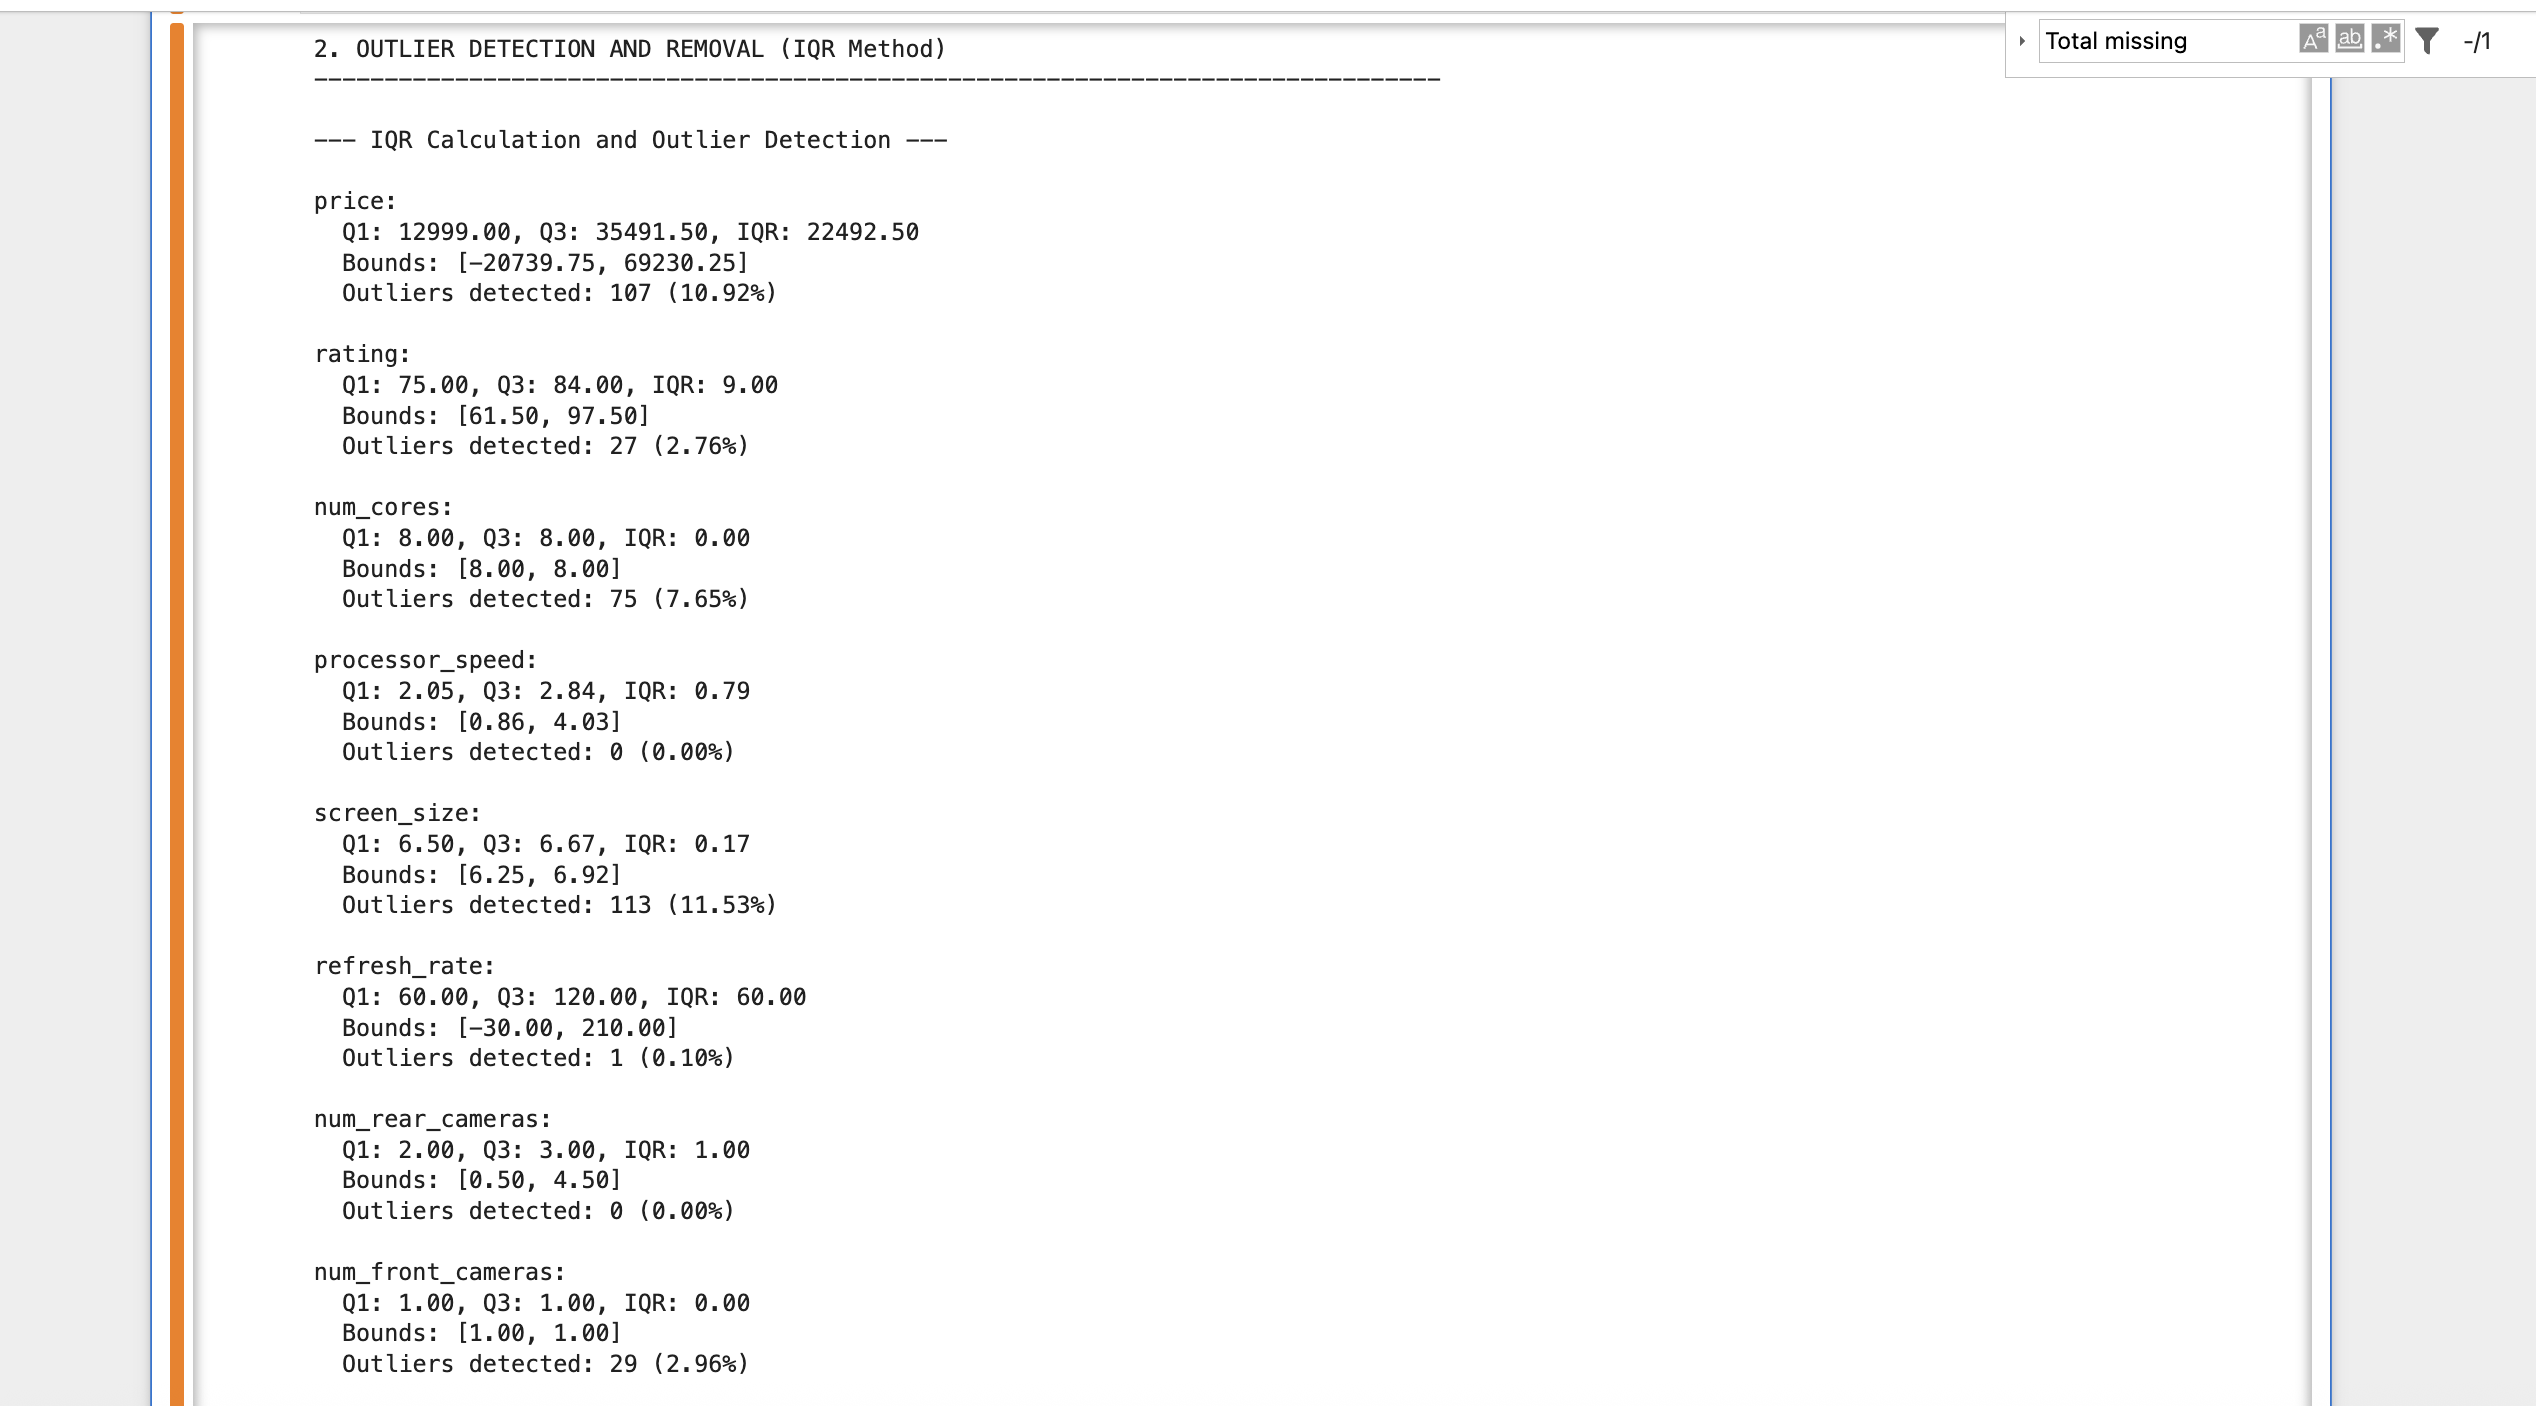 2. OUTLIER DETECTION AND REMOVAL (IQR Method)
--------------------------------------------------------------------------------
--- IQR Calculation and Outlier Detection ---
price:
Q1: 12999.00, Q3: 35491.50, IQR: 22492.50
Bounds: [-20739.75, 69230.25]
Outliers detected: 107 (10.92%)
rating:
Q1: 75.00, Q3: 84.00, IQR: 9.00
Bounds: [61.50, 97.50]
Outliers detected: 27 (2.76%)
num_cores:
Q1: 8.00, Q3: 8.00, IQR: 0.00
Bounds: [8.00, 8.00]
Outliers detected: 75 (7.65%)
processor_speed:
Q1: 2.05, Q3: 2.84, IQR: 0.79
Bounds: [0.86, 4.03]
Outliers detected: 0 (0.00%)
screen_size:
Q1: 6.50, Q3: 6.67, IQR: 0.17
Bounds: [6.25, 6.92]
Outliers detected: 113 (11.53%)
refresh_rate:
Q1: 60.00, Q3: 120.00, IQR: 60.00
Bounds: [-30.00, 210.00]
Outliers detected: 1 (0.10%)
num_rear_cameras:
Q1: 2.00, Q3: 3.00, IQR: 1.00
Bounds: [0.50, 4.50]
Outliers detected: 0 (0.00%)
num_front_cameras:
Q1: 1.00, Q3: 1.00, IQR: 0.00
Bounds: [1.00, 1.00]
Outliers detected: 29 (2.96%)
Total missing Aa ab .* -/1